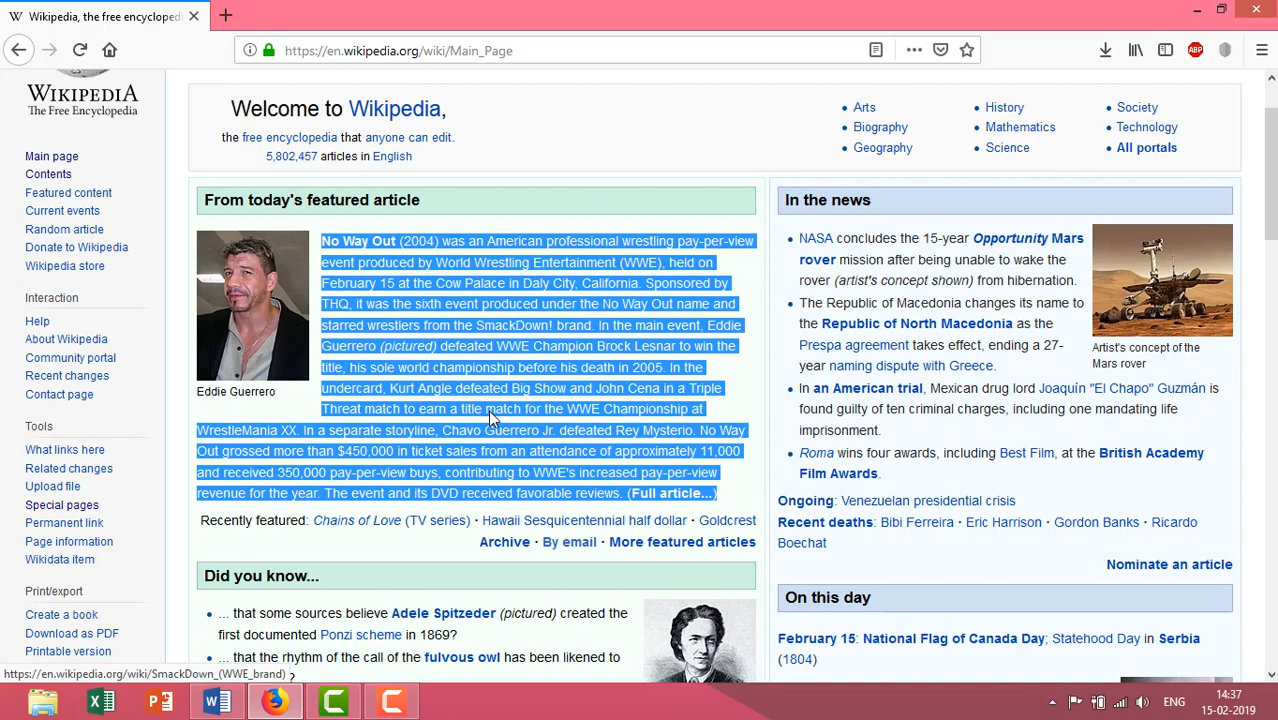 Wikipedia, the free encyclopedi
https://en.wikipedia.org/wiki/Main_Page
ABP
WIKIPEDIA
The Free Encyclopedia
Main page
Contents
Featured content
Current events
Random article
Donate to Wikipedia
Wikipedia store
Interaction
Help
About Wikipedia
Community portal
Recent changes
Contact page
Tools
What links here
Related changes
Upload file
Special pages
Permanent link
Page information
Wikidata item
Print/export
Create a book
Download as PDF
Printable version
Welcome to Wikipedia,
the free encyclopedia that anyone can edit.
5,802,457 articles in English
Arts
Biography
Geography
History
Mathematics
Science
Society
Technology
All portals
From today's featured article
Eddie Guerrero
No Way Out (2004) was an American professional wrestling pay-per-view
event produced by World Wrestling Entertainment (WWE), held on
February 15 at the Cow Palace in Daly City, California. Sponsored by
THQ, it was the sixth event produced under the No Way Out name and
starred wrestlers from the SmackDown! brand. In the main event, Eddie
Guerrero (pictured) defeated WWE Champion Brock Lesnar to win the
title, his sole world championship before his death in 2005. In the
undercard, Kurt Angle defeated Big Show and John Cena in a Triple
Threat match to earn a title match for the WWE Championship at
WrestleMania XX. In a separate storyline, Chavo Guerrero Jr. defeated Rey Mysterio. No Way
Out grossed more than $450,000 in ticket sales from an attendance of approximately 11,000
and received 350,000 pay-per-view buys, contributing to WWE's increased pay-per-view
revenue for the year. The event and its DVD received favorable reviews. (Full article...)
Recently featured: Chains of Love (TV series) · Hawaii Sesquicentennial half dollar · Goldcrest
Archive · By email · More featured articles
Did you know...
... that some sources believe Adele Spitzeder (pictured) created the
first documented Ponzi scheme in 1869?
... that the rhythm of the call of the fulvous owl has been likened to
In the news
NASA concludes the 15-year Opportunity Mars
rover mission after being unable to wake the
rover (artist's concept shown) from hibernation.
The Republic of Macedonia changes its name to
the Republic of North Macedonia as the
Prespa agreement takes effect, ending a 27-
year naming dispute with Greece.
Artist's concept of the
Mars rover
In an American trial, Mexican drug lord Joaquín "El Chapo" Guzmán is
found guilty of ten criminal charges, including one mandating life
imprisonment.
Roma wins four awards, including Best Film, at the British Academy
Film Awards.
Ongoing: Venezuelan presidential crisis
Recent deaths: Bibi Ferreira · Eric Harrison · Gordon Banks · Ricardo
Boechat
Nominate an article
On this day
February 15: National Flag of Canada Day; Statehood Day in Serbia
(1804)
https://en.wikipedia.org/wiki/SmackDown_(WWE_brand)
ENG
14:37
15-02-2019